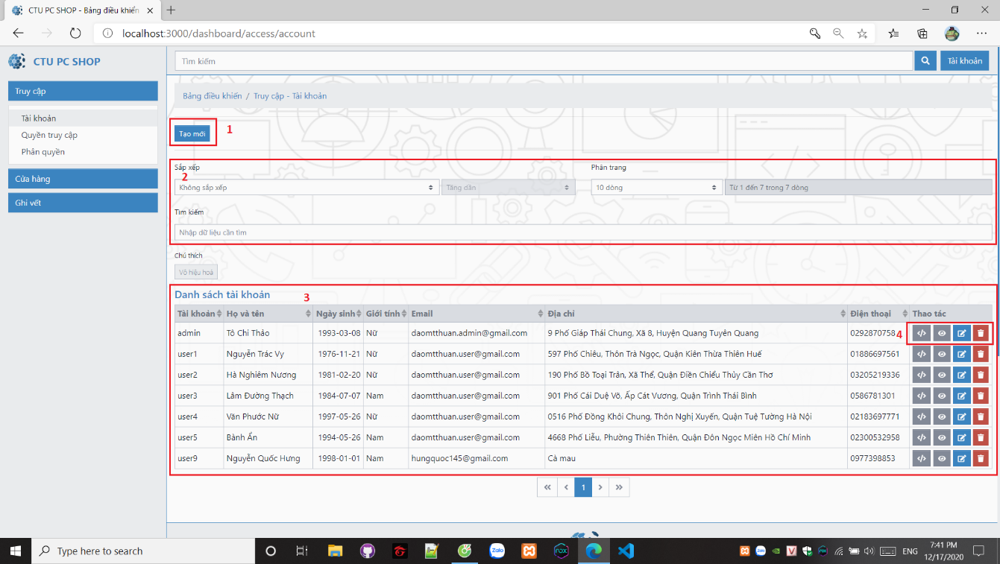 CTU PC SHOP - Bảng điều khiển
localhost:3000/dashboard/access/account
CTU PC SHOP
Truy cập
Tài khoản
Quyền truy cập
Phân quyền
Cửa hàng
Ghi vết
Tìm kiếm
Tài khoản
Bảng điều khiển / Truy cập - Tài khoản
Tạo mới
1
Sắp xếp
Phân trang
2
Không sắp xếp
Tăng dần
10 dòng
Từ 1 đến 7 trong 7 dòng
Tìm kiếm
Nhập dữ liệu cần tìm
Chú thích
Vô hiệu hoá
Danh sách tài khoản
3
Tài khoản Họ và tên Ngày sinh Giới tính Email Địa chỉ Điện thoại Thao tác
admin Tô Chi Thảo 1993-03-08 Nữ daomtthuan.admin@gmail.com 9 Phố Giáp Thái Chung, Xã 8, Huyện Quang Tuyên Quang 0292870758 4
user1 Nguyễn Trác Vy 1976-11-21 Nữ daomtthuan.user@gmail.com 597 Phố Chiêu, Thôn Trà Ngọc, Quận Kiên Thừa Thiên Huế 01886697561
user2 Hà Nghiêm Nương 1981-02-20 Nữ daomtthuan.user@gmail.com 190 Phố Bồ Toại Trân, Xã Thể, Quận Điền Chiểu Thủy Cần Thơ 03205219336
user3 Lâm Đường Thạch 1984-07-07 Nam daomtthuan.user@gmail.com 901 Phố Cái Duệ Võ, Ấp Cát Vương, Quận Trình Thái Bình 0586781301
user4 Văn Phước Nữ 1997-05-26 Nữ daomtthuan.user@gmail.com 0516 Phố Đồng Khôi Chung, Thôn Nghị Xuyến, Quận Tuệ Tường Hà Nội 02183697771
user5 Bành Ẩn 1994-05-26 Nam daomtthuan.user@gmail.com 4668 Phố Liễu, Phường Thiên Thiên, Quận Đôn Ngọc Miên Hồ Chí Minh 02300532958
user9 Nguyễn Quốc Hưng 1998-01-01 Nam hungquoc145@gmail.com Cà mau 0977398853
« ‹ 1 › »
Type here to search
Zalo
ENG
7:41 PM
12/17/2020